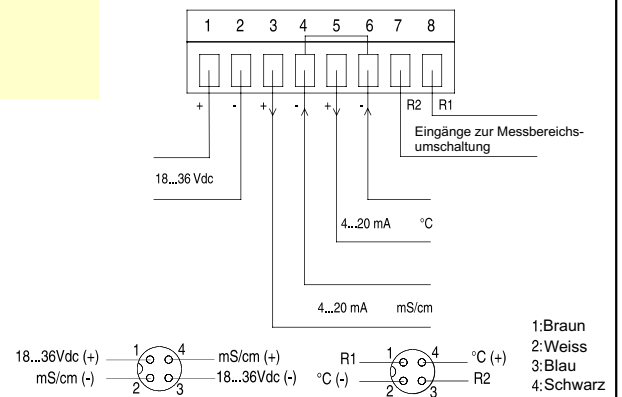 1 2 3 4 5 6 7 8
+ - + - + - R2 R1
Eingänge zur Messbereichs-
umschaltung
18...36 Vdc
4...20 mA °C
4...20 mA mS/cm
1:Braun
2:Weiss
3:Blau
4:Schwarz
18...36Vdc (+) 1 4 mS/cm (+)
mS/cm (-) 2 3 18...36Vdc (-)
R1 1 4 °C (+)
°C (-) 2 3 R2